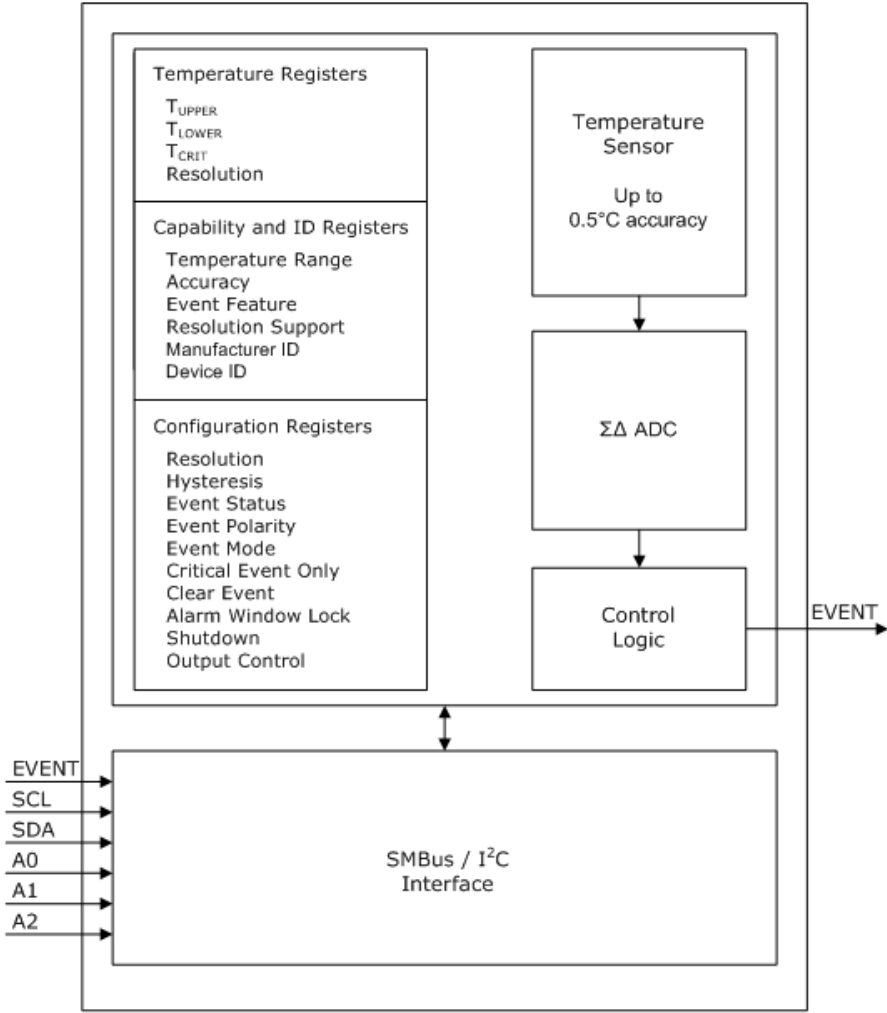 Temperature Registers
T_UPPER
T_LOWER
T_CRIT
Resolution
Capability and ID Registers
Temperature Range
Accuracy
Event Feature
Resolution Support
Manufacturer ID
Device ID
Configuration Registers
Resolution
Hysteresis
Event Status
Event Polarity
Event Mode
Critical Event Only
Clear Event
Alarm Window Lock
Shutdown
Output Control
Temperature
Sensor
Up to
0.5°C accuracy
ΣΔ ADC
Control
Logic
EVENT
EVENT
SCL
SDA
A0
A1
A2
SMBus / I²C
Interface